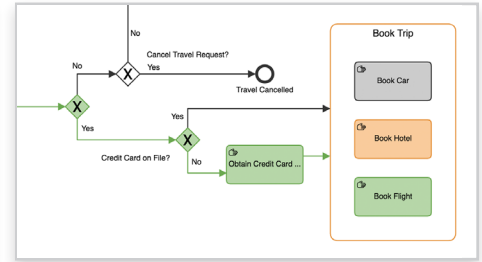 No
Book Trip
Cancel Travel Request?
No
Yes
Travel Cancelled
Book Car
X
X
Yes
Yes
Book Hotel
X
Credit Card on File?
No
Obtain Credit Card ...
Book Flight